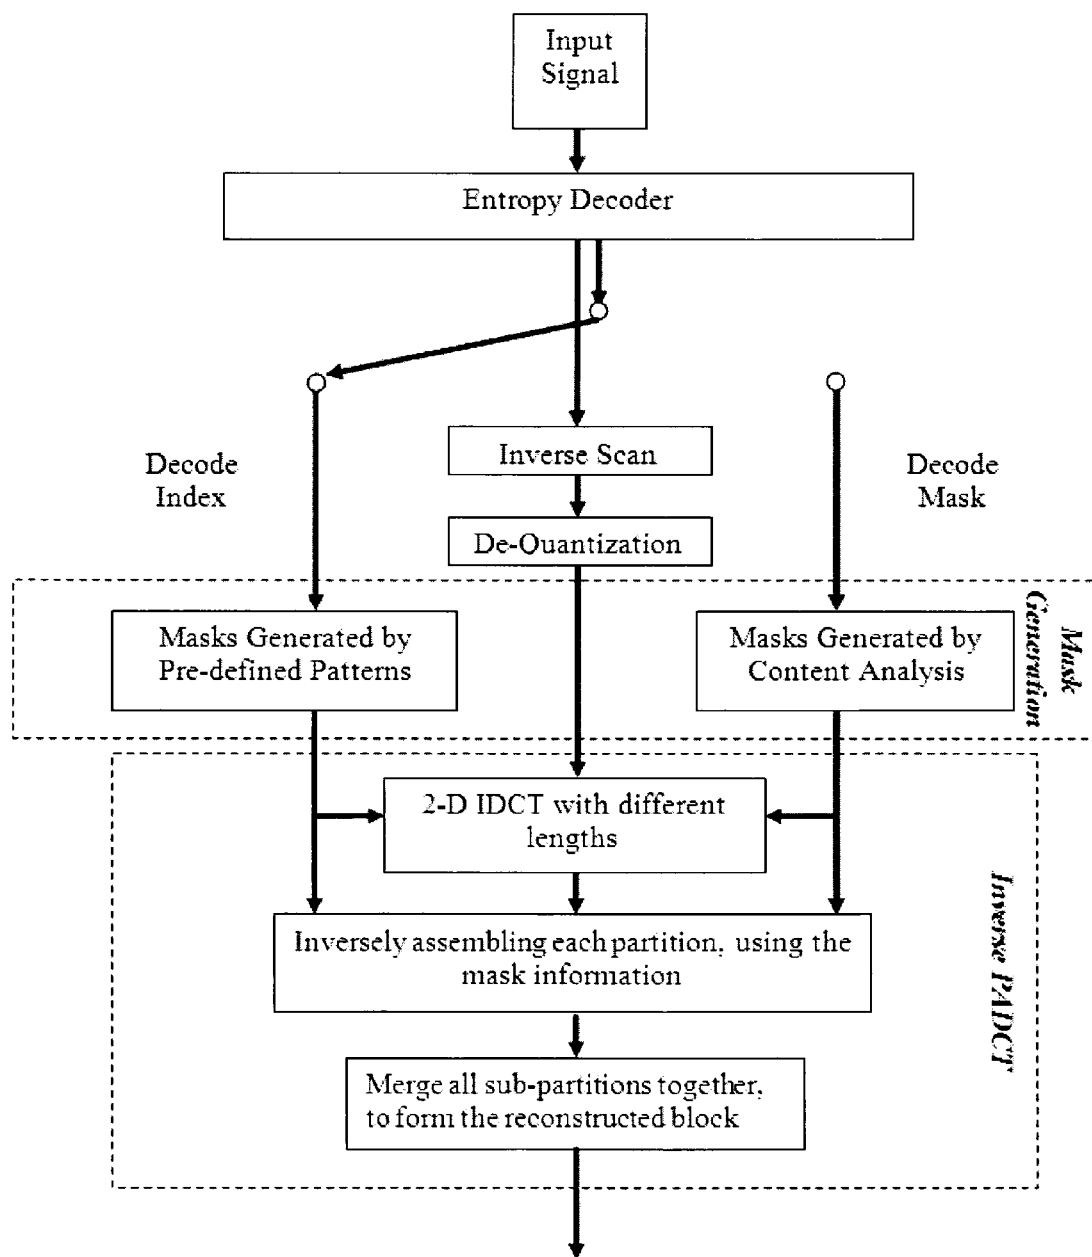 Input
Signal
Entropy Decoder
Inverse Scan
Decode
Index
Decode
Mask
De-Quantization
Masks Generated by
Pre-defined Patterns
Masks Generated by
Content Analysis
Mask
Generation
2-D IDCT with different
lengths
Inversely assembling each partition, using the
mask information
Inverse PADCT
Merge all sub-partitions together,
to form the reconstructed block